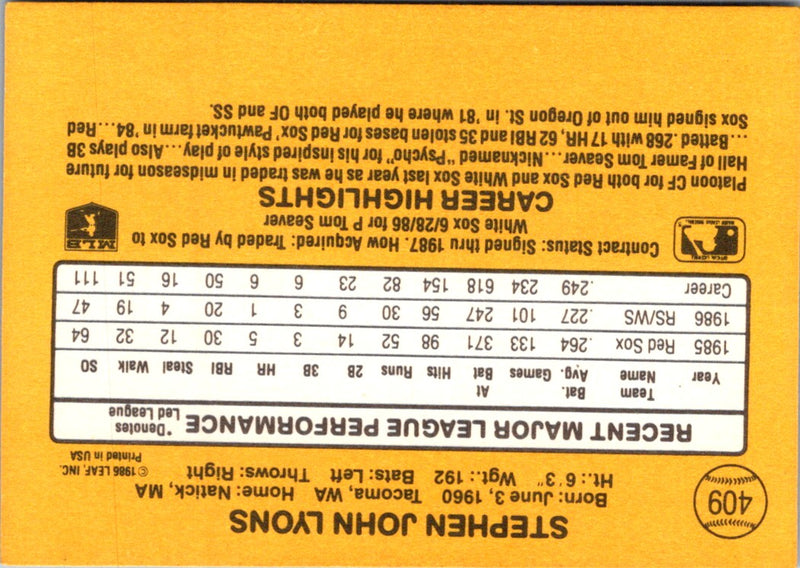 409
STEPHEN JOHN LYONS
Born: June 3, 1960 Tacoma, WA Home: Natick, MA
Ht.: 6'3" Wgt.: 192 Bats: Left Throws: Right
© 1986 LEAF, INC.
Printed in USA
RECENT MAJOR LEAGUE PERFORMANCE *Denotes Led League
Year Team Name Bat. Avg. Games At Bat Hits Runs 2B 3B HR RBI Steal Walk SO
1985 Red Sox .264 133 371 98 52 14 3 5 30 12 32 64
1986 RS/WS .227 101 247 56 30 9 3 1 20 4 19 47
Career .249 234 618 154 82 23 6 6 50 16 51 111
Contract Status: Signed thru 1987. How Acquired: Traded by Red Sox to
White Sox 6/28/86 for P Tom Seaver
MLB
CAREER HIGHLIGHTS
Platoon CF for both Red Sox and White Sox last year as he was traded in midseason for future
Hall of Famer Tom Seaver...Nicknamed "Psycho" for his inspired style of play...Also plays 3B
...Batted .268 with 17 HR, 62 RBI and 35 stolen bases for Red Sox' Pawtucket farm in '84...Red
Sox signed him out of Oregon St. in '81 where he played both OF and SS.